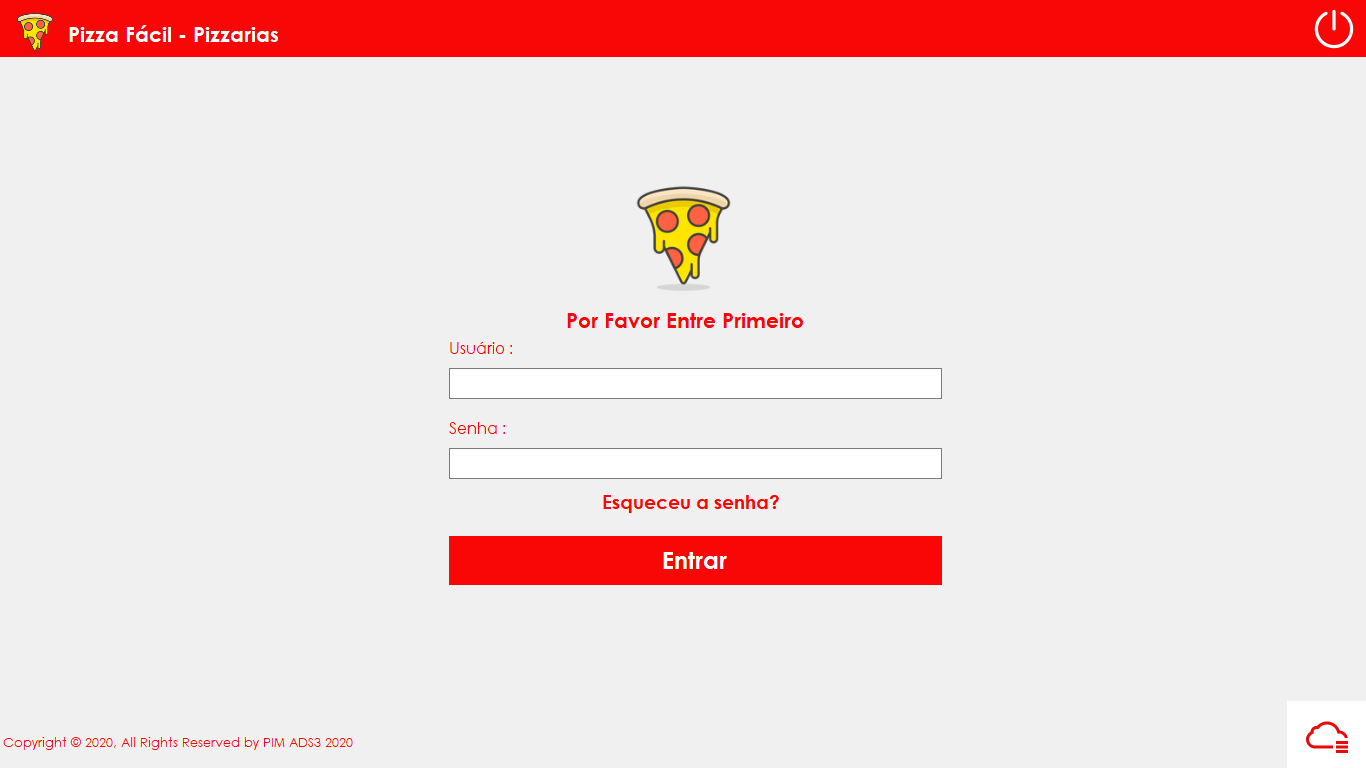 Pizza Fácil - Pizzarias
Por Favor Entre Primeiro
Usuário :
Senha :
Esqueceu a senha?
Entrar
Copyright © 2020, All Rights Reserved by PIM ADS3 2020